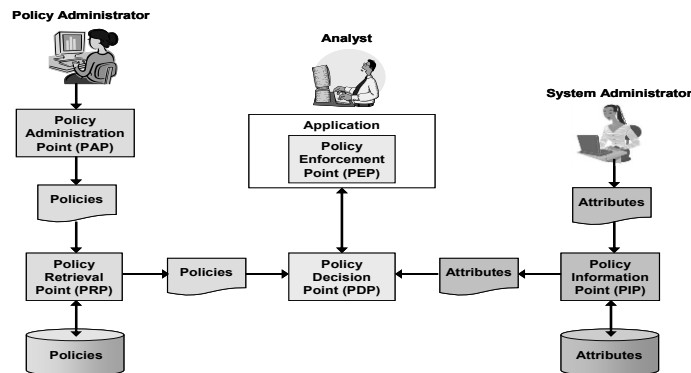 Policy Administrator
Analyst
System Administrator
Policy
Administration
Point (PAP)
Application
Policy
Enforcement
Point (PEP)
Policies
Attributes
Policy
Retrieval
Point (PRP)
Policies
Policy
Decision
Point (PDP)
Attributes
Policy
Information
Point (PIP)
Policies
Attributes